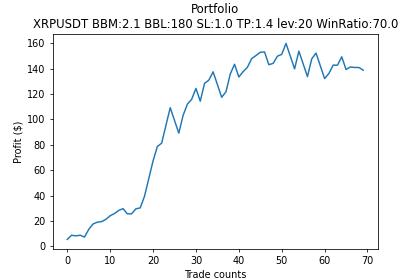 Portfolio
XRPUSDT BBM:2.1 BBL:180 SL:1.0 TP:1.4 lev:20 WinRatio:70.0
160
140
120
100
80
60
40
20
0
Profit ($)
0 10 20 30 40 50 60 70
Trade counts